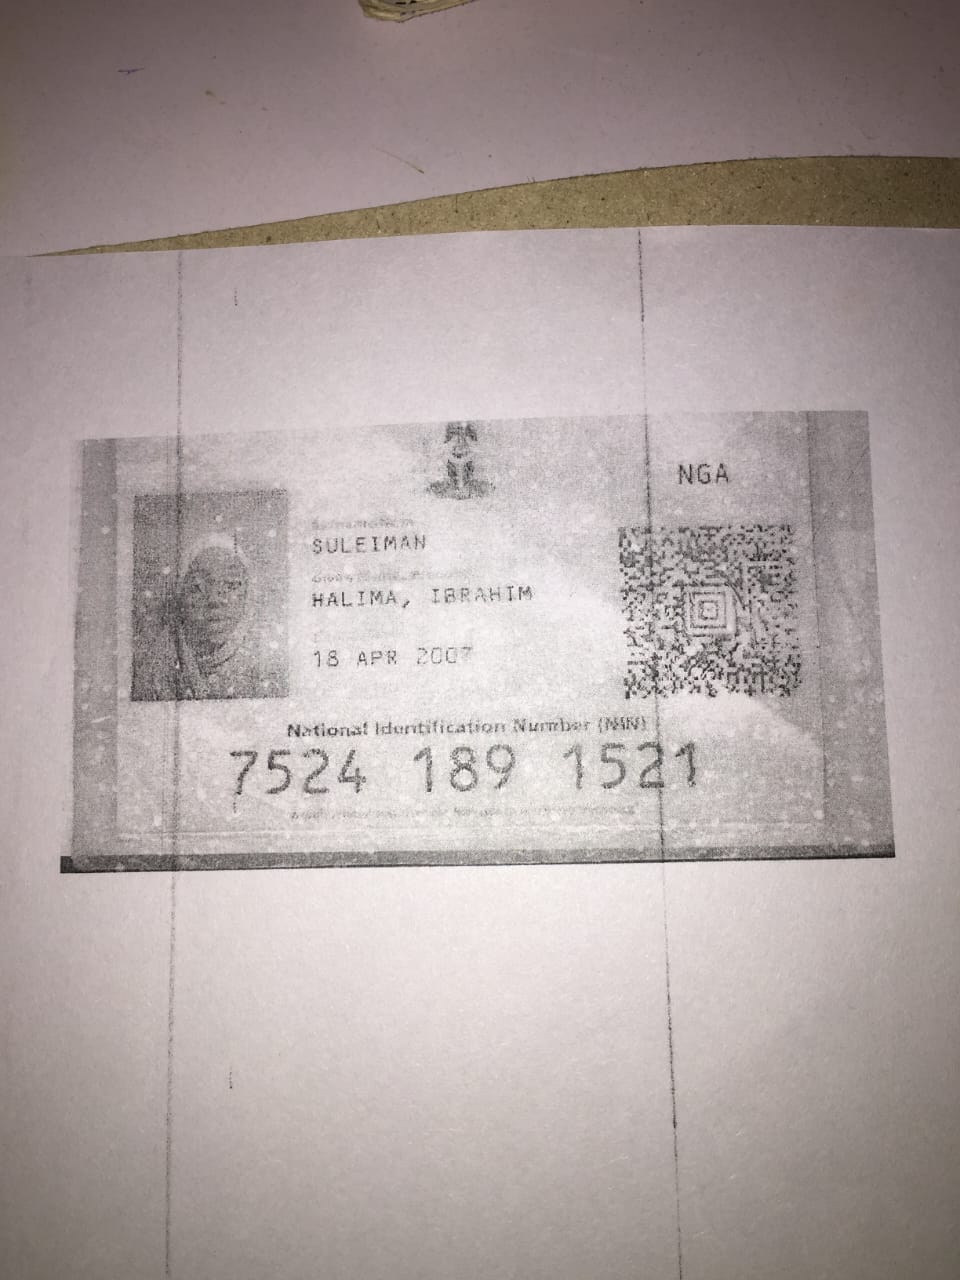 NGA
SULEIMAN
HALIMA, IBRAHIM
18 APR 2007
National Identification Number (NIN)
7524 189 1521